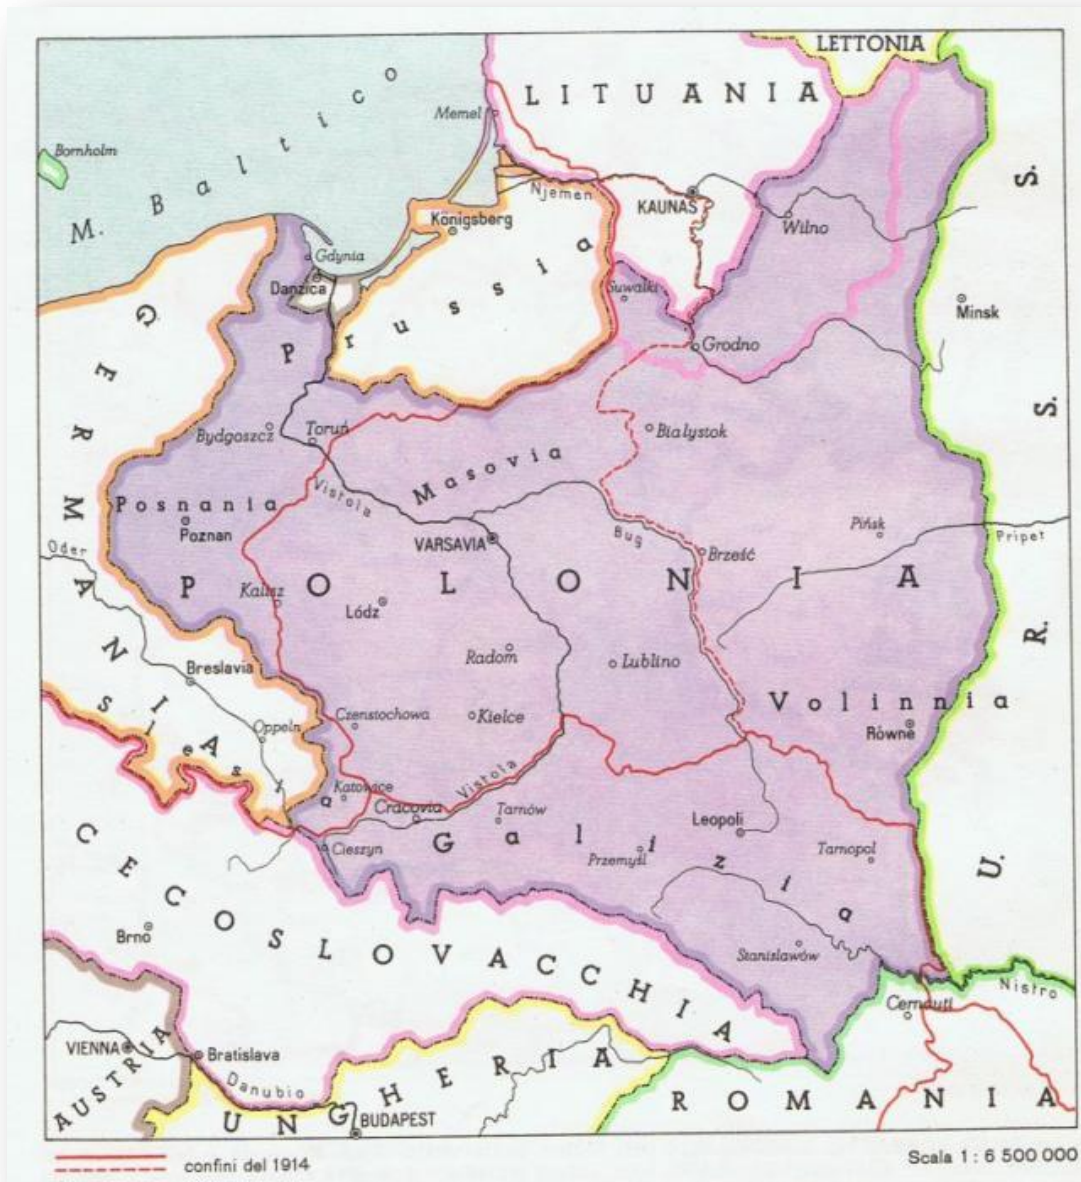 LETTONIA
LITUANIA
M. Baltico
Bornholm
Memel
Njemen
KAUNAS
Königsberg
Wilno
Gdynia
Danzica
Suwalki
Minsk
Prussia
Grodno
GERMANIA
Bydgoszcz
Toruń
Bialystok
Masovia
Vistola
Posnania
Poznan
VARSAVIA
Bug
Pińsk
Pripet
Oder
Brześć
POLONIA
Kalisz
Lódz
U. R. S. S.
Breslavia
Radom
Lublino
Slesia
Oppeln
Czenstochowa
Kielce
Volinnia
Równe
Katowice
Vistola
Cracovia
Tarnów
Leopoli
Galizia
Cieszyn
Przemyśl
Tarnopol
CECOSLOVACCHIA
Brno
Stanislawów
Nistro
Cernauti
VIENNA
AUSTRIA
Bratislava
Danubio
UNGHERIA
BUDAPEST
ROMANIA
confini del 1914
Scala 1 : 6 500 000